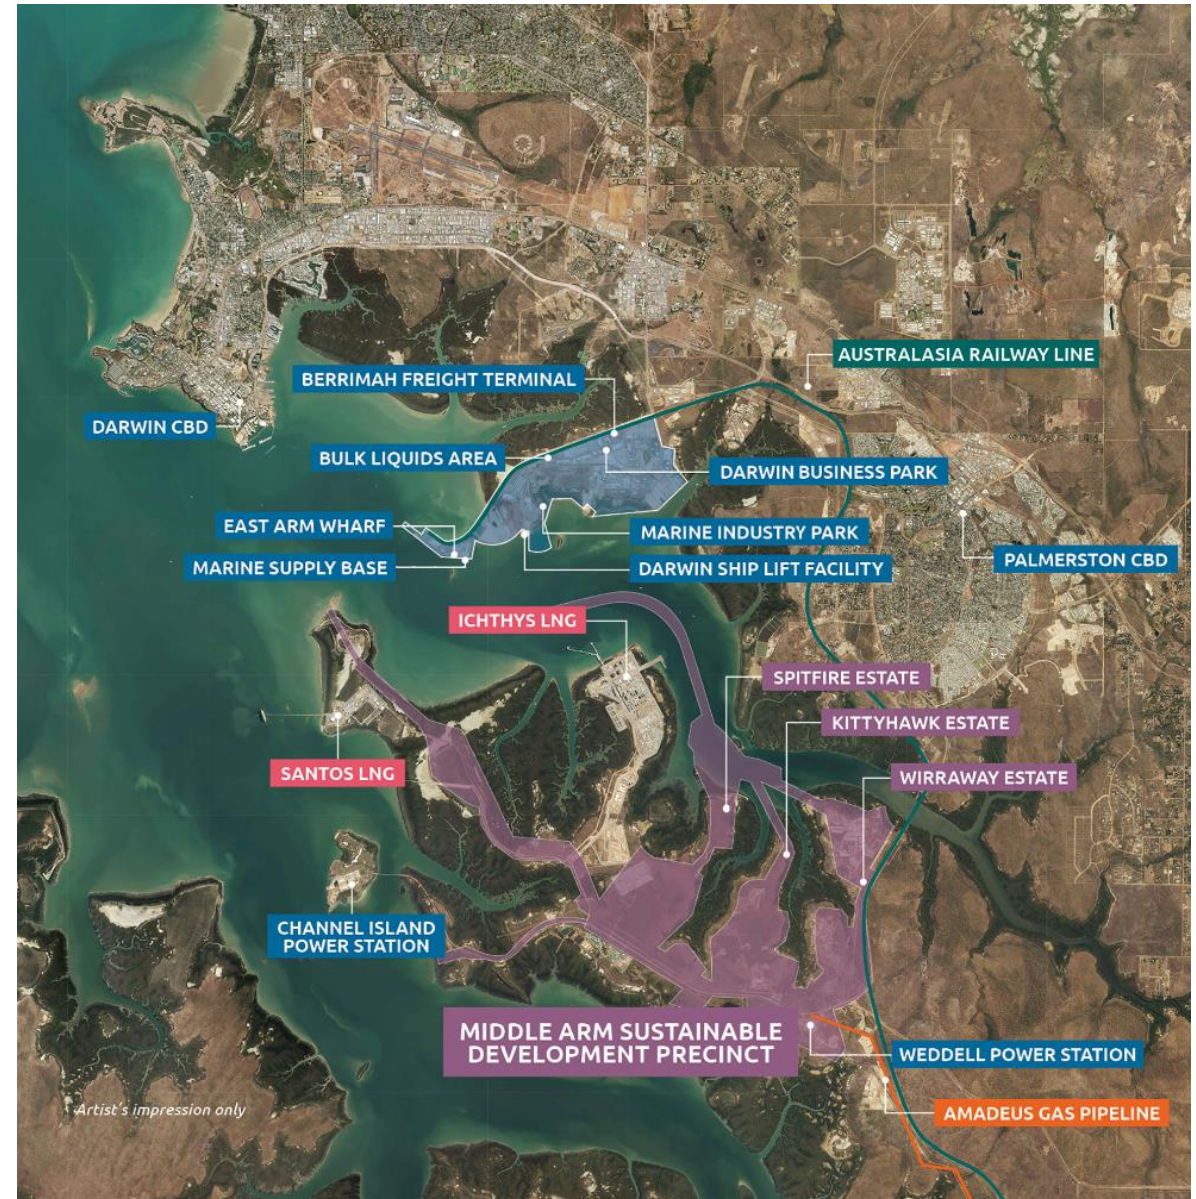 AUSTRALASIA RAILWAY LINE
BERRIMAH FREIGHT TERMINAL
DARWIN CBD
BULK LIQUIDS AREA
DARWIN BUSINESS PARK
EAST ARM WHARF
MARINE INDUSTRY PARK
MARINE SUPPLY BASE
DARWIN SHIP LIFT FACILITY
PALMERSTON CBD
ICHTHYS LNG
SPITFIRE ESTATE
KITTYHAWK ESTATE
SANTOS LNG
WIRRAWAY ESTATE
CHANNEL ISLAND
POWER STATION
MIDDLE ARM SUSTAINABLE
DEVELOPMENT PRECINCT
WEDDELL POWER STATION
AMADEUS GAS PIPELINE
Artist's impression only